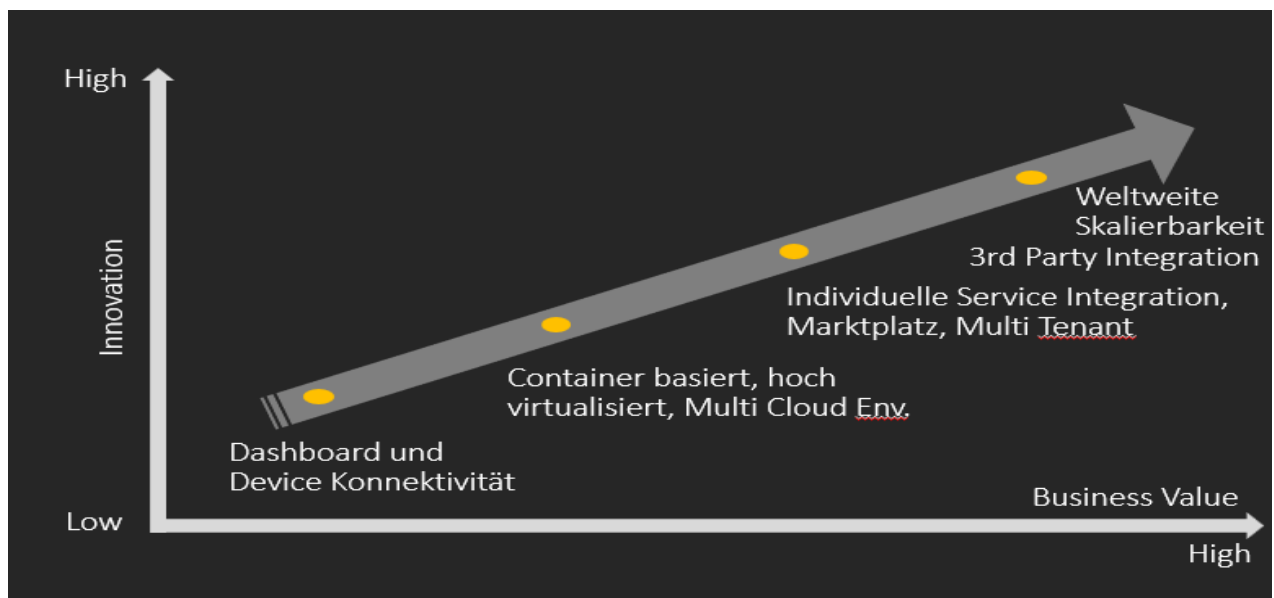 High
Innovation
Weltweite
Skalierbarkeit
3rd Party Integration
Individuelle Service Integration,
Marktplatz, Multi Tenant
Container basiert, hoch
virtualisiert, Multi Cloud Env.
Dashboard und
Device Konnektivität
Low
Business Value
High